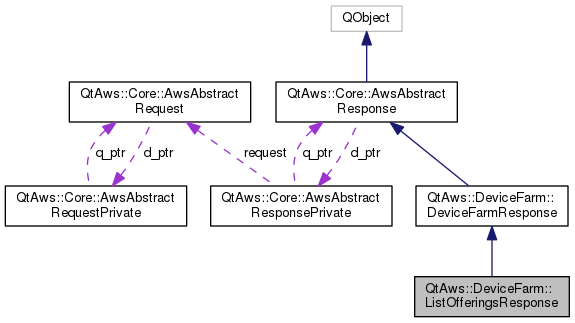 QObject
QtAws::Core::AwsAbstract
Request
QtAws::Core::AwsAbstract
Response
q_ptr
d_ptr
request
q_ptr
d_ptr
QtAws::Core::AwsAbstract
RequestPrivate
QtAws::Core::AwsAbstract
ResponsePrivate
QtAws::DeviceFarm::
DeviceFarmResponse
QtAws::DeviceFarm::
ListOfferingsResponse